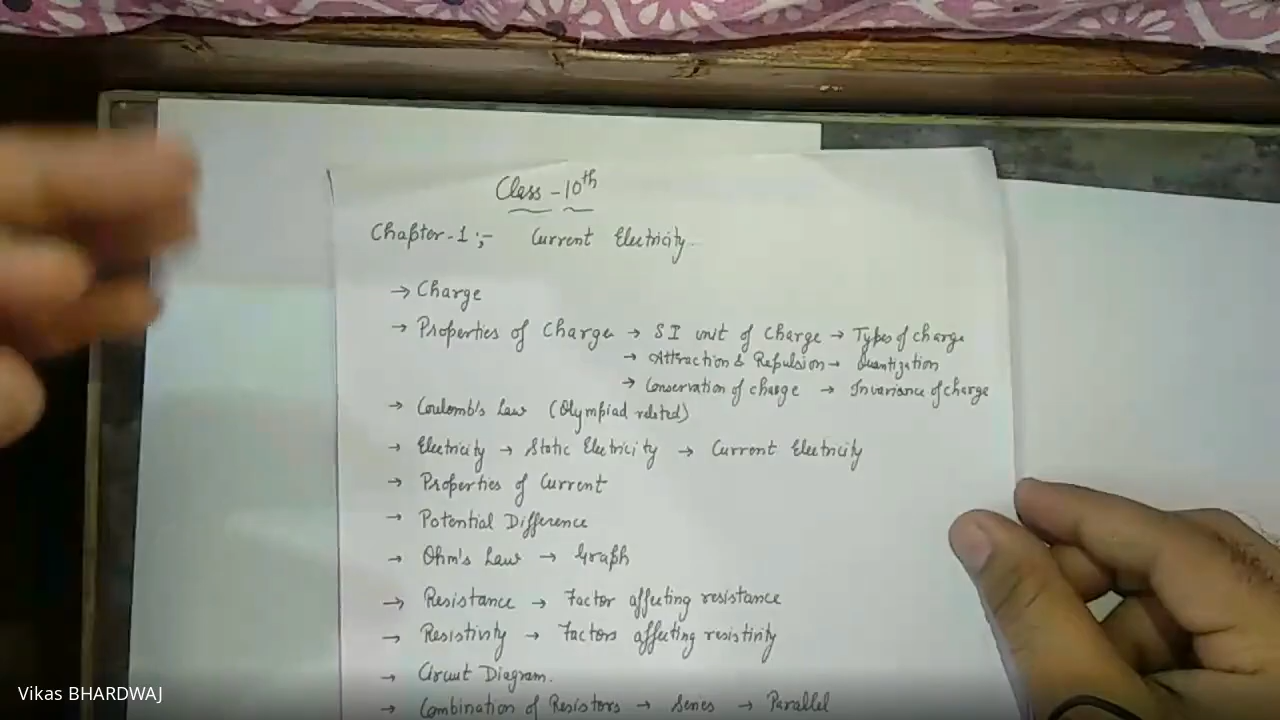 Class - 10th
Chapter-1 :- Current Electricity
→ Charge
→ Properties of Charge → SI unit of Charge → Types of charge
→ Attraction & Repulsion → Quantization
→ Conservation of charge → Invariance of charge
→ Coulomb's Law (Olympiad related)
→ Electricity → Static Electricity → Current Electricity
→ Properties of Current
→ Potential Difference
→ Ohm's Law → Graph
→ Resistance → Factor affecting resistance
→ Resistivity → Factors affecting resistivity
→ Circuit Diagram.
→ Combination of Resistors → Series → Parallel
Vikas BHARDWAJ